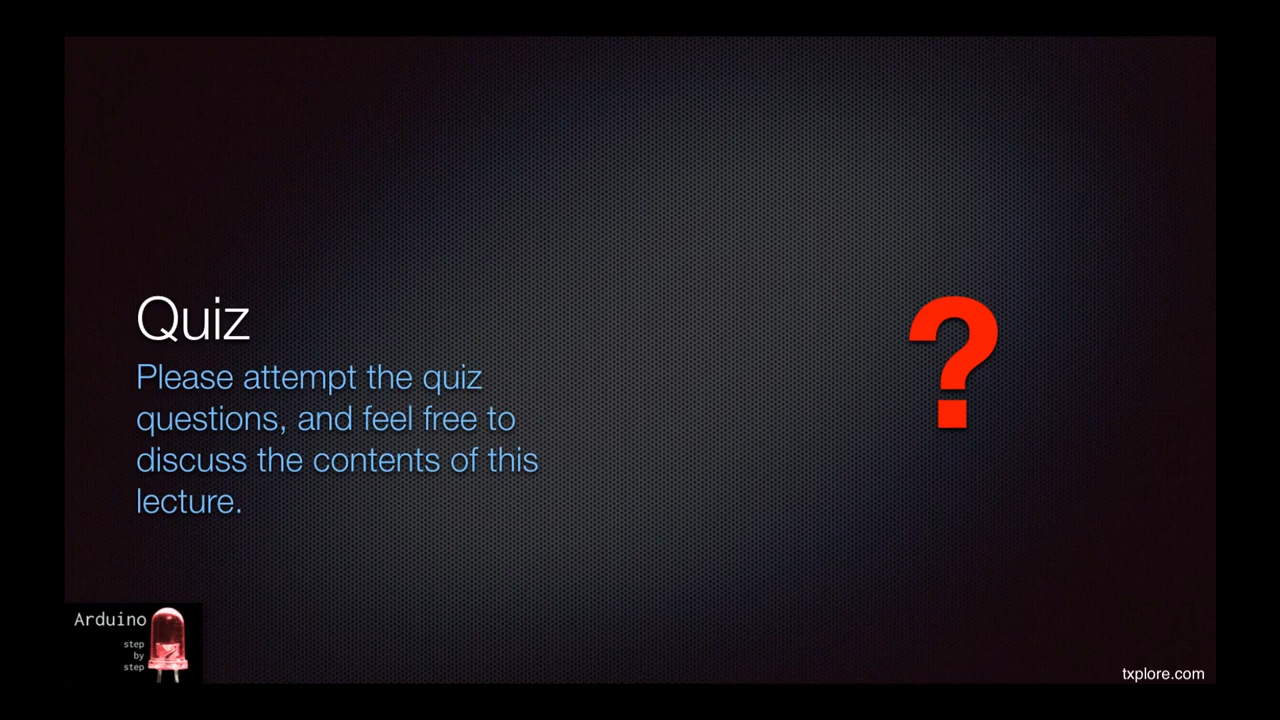 Quiz
Please attempt the quiz
questions, and feel free to
discuss the contents of this
lecture.
?
Arduino
step
by
step
txplore.com